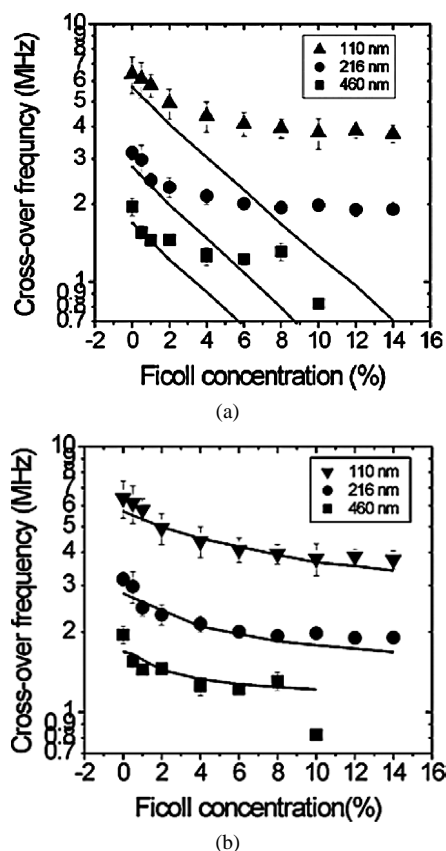 10
9
8
7
6
5
4
3
2
1
0.9
0.8
0.7
Cross-over frequncy (MHz)
110 nm
216 nm
460 nm
-2 0 2 4 6 8 10 12 14 16
Ficoll concentration (%)
(a)
10
9
8
7
6
5
4
3
2
1
0.9
0.8
0.7
Cross-over frequency (MHz)
110 nm
216 nm
460 nm
-2 0 2 4 6 8 10 12 14 16
Ficoll concentration(%)
(b)